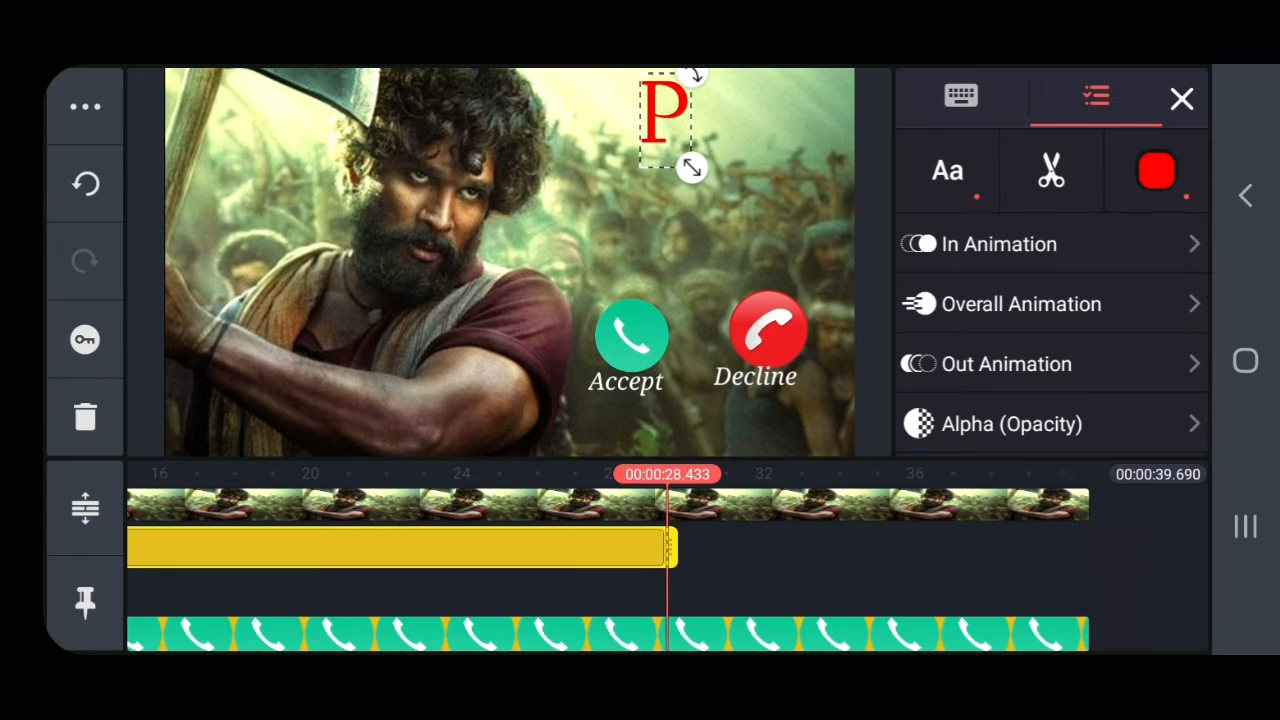 P
Aa
In Animation
Overall Animation
Out Animation
Alpha (Opacity)
Accept
Decline
16
20
24
00:00:28.433
32
36
00:00:39.690